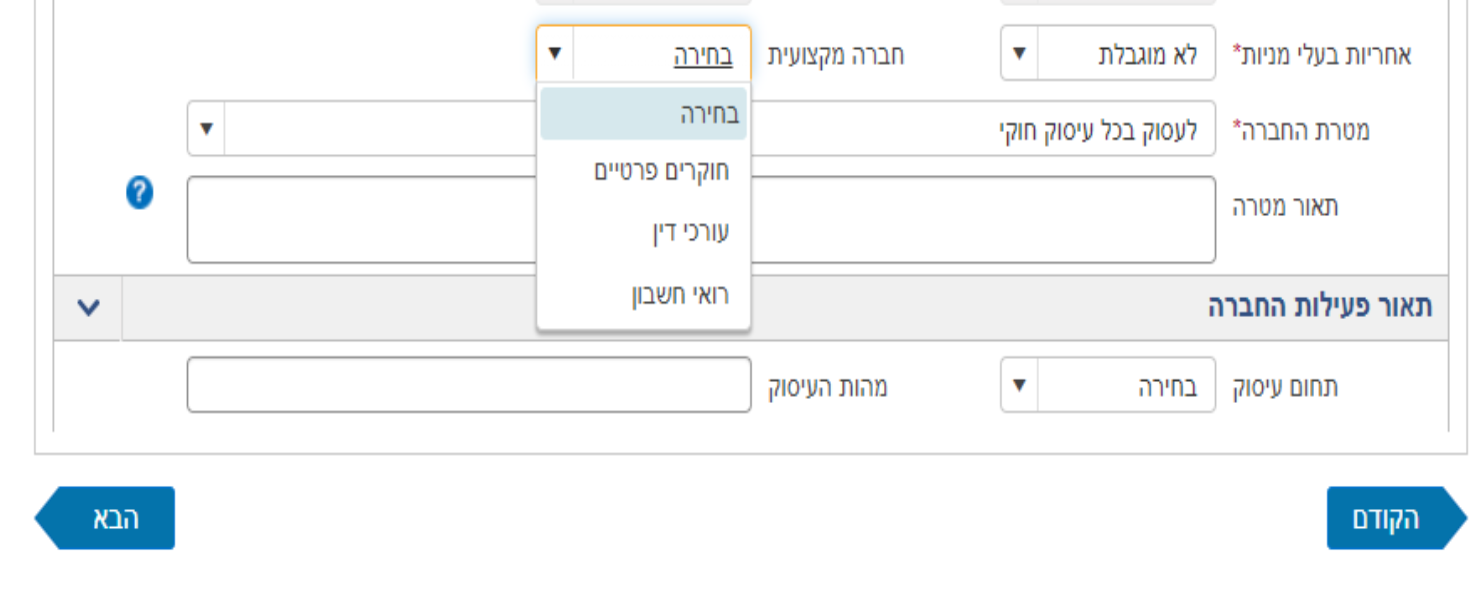 אחריות בעלי מניות* לא מוגבלת חברה מקצועית בחירה
בחירה
חוקרים פרטיים
עורכי דין
רואי חשבון
מטרת החברה* לעסוק בכל עיסוק חוקי
תאור מטרה ?
תאור פעילות החברה
תחום עיסוק בחירה מהות העיסוק
הקודם הבא